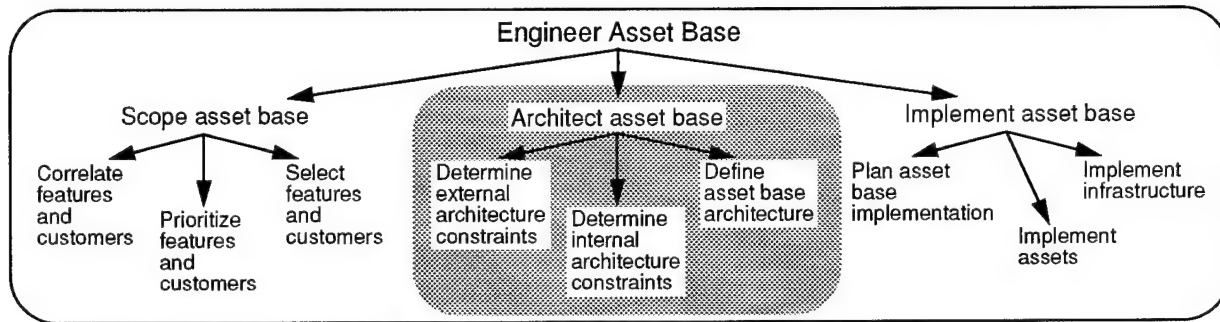 Engineer Asset Base
Scope asset base
Correlate
features
and
customers
Prioritize
features
and
customers
Select
features
and
customers
Architect asset base
Determine
external
architecture
constraints
Determine
internal
architecture
constraints
Define
asset base
architecture
Implement asset base
Plan asset
base
implementation
Implement
assets
Implement
infrastructure